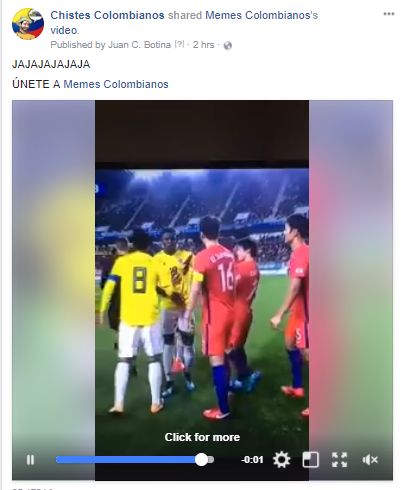 Chistes Colombianos shared Memes Colombianos's
video.
Published by Juan C. Botina [?] · 2 hrs ·
JAJAJAJAJAJA
ÚNETE A Memes Colombianos
8
16
Click for more
-0:01